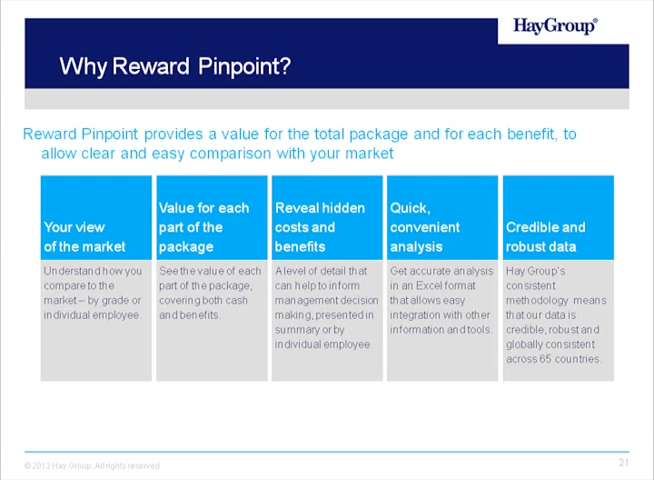 HayGroup®
Why Reward Pinpoint?
Reward Pinpoint provides a value for the total package and for each benefit, to
allow clear and easy comparison with your market
Your view
of the market
Understand how you
compare to the
market – by grade or
individual employee.
Value for each
part of the
package
See the value of each
part of the package,
covering both cash
and benefits.
Reveal hidden
costs and
benefits
A level of detail that
can help to inform
management decision
making, presented in
summary or by
individual employee.
Quick,
convenient
analysis
Get accurate analysis
in an Excel format
that allows easy
integration with other
information and tools.
Credible and
robust data
Hay Group's
consistent
methodology means
that our data is
credible, robust and
globally consistent
across 65 countries.
© 2012 Hay Group. All rights reserved
21